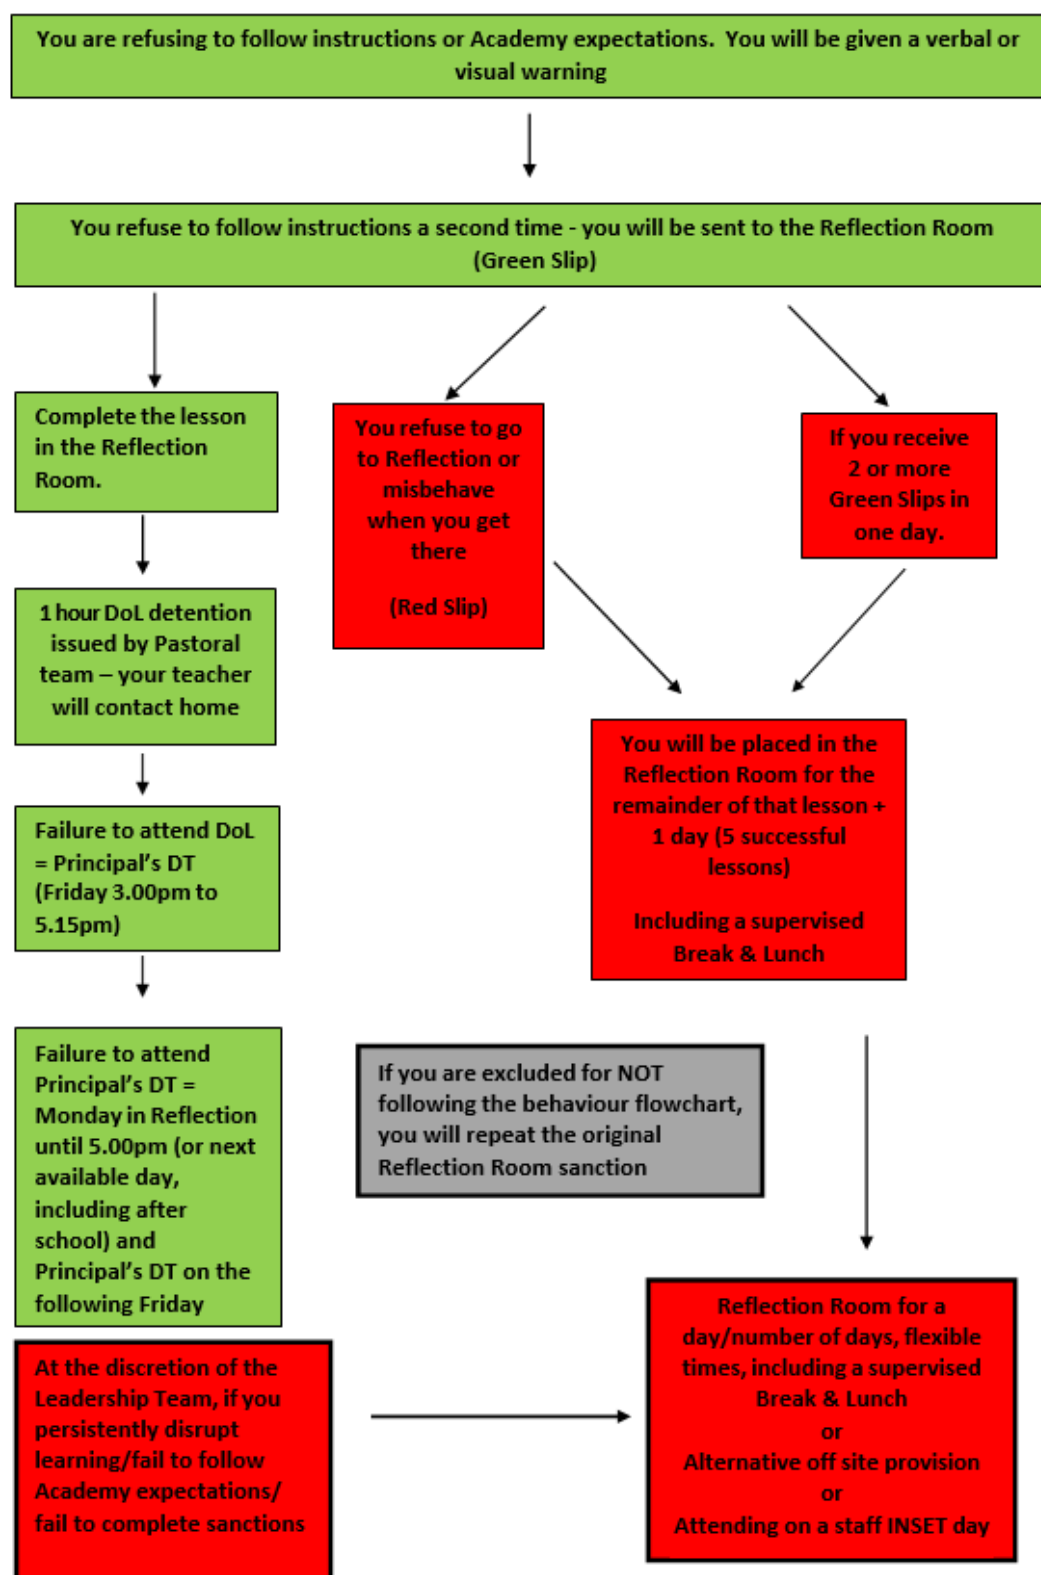 You are refusing to follow instructions or Academy expectations.  You will be given a verbal or
visual warning
You refuse to follow instructions a second time - you will be sent to the Reflection Room
(Green Slip)
Complete the lesson
in the Reflection
Room.
You refuse to go
to Reflection or
misbehave
when you get
there
(Red Slip)
If you receive
2 or more
Green Slips in
one day.
1 hour DoL detention
issued by Pastoral
team – your teacher
will contact home
You will be placed in the
Reflection Room for the
remainder of that lesson +
1 day (5 successful
lessons)
Including a supervised
Break & Lunch
Failure to attend DoL
= Principal’s DT
(Friday 3.00pm to
5.15pm)
Failure to attend
Principal’s DT =
Monday in Reflection
until 5.00pm (or next
available day,
including after
school) and
Principal’s DT on the
following Friday
If you are excluded for NOT
following the behaviour flowchart,
you will repeat the original
Reflection Room sanction
At the discretion of the
Leadership Team, if you
persistently disrupt
learning/fail to follow
Academy expectations/
fail to complete sanctions
Reflection Room for a
day/number of days, flexible
times, including a supervised
Break & Lunch
or
Alternative off site provision
or
Attending on a staff INSET day